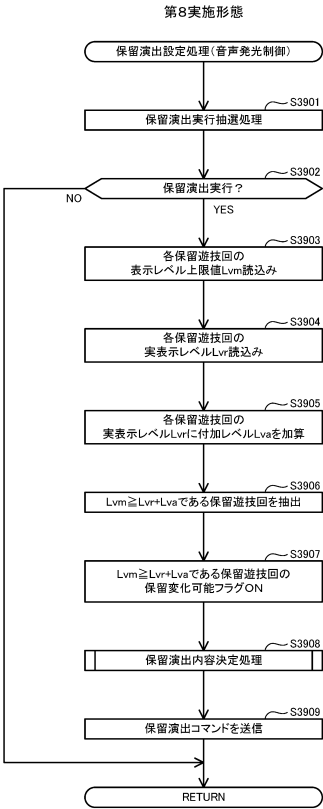 第8実施形態
保留演出設定処理(音声発光制御)
S3901
保留演出実行抽選処理
S3902
保留演出実行？
NO
YES
S3903
各保留遊技回の
表示レベル上限値Lvm読込み
S3904
各保留遊技回の
実表示レベルLvr読込み
S3905
各保留遊技回の
実表示レベルLvrに付加レベルLvaを加算
S3906
Lvm≧Lvr+Lvaである保留遊技回を抽出
S3907
Lvm≧Lvr+Lvaである保留遊技回の
保留変化可能フラグON
S3908
保留演出内容決定処理
S3909
保留演出コマンドを送信
RETURN